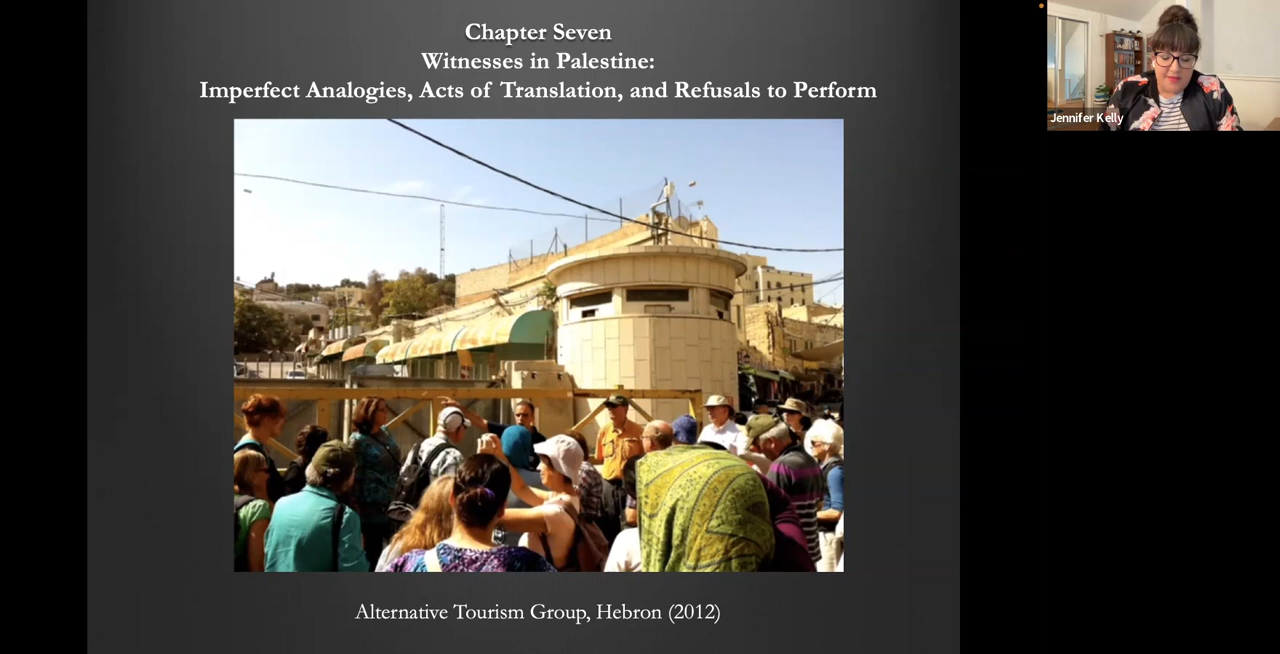 Chapter Seven
Witnesses in Palestine:
Imperfect Analogies, Acts of Translation, and Refusals to Perform
Jennifer Kelly
Alternative Tourism Group, Hebron (2012)